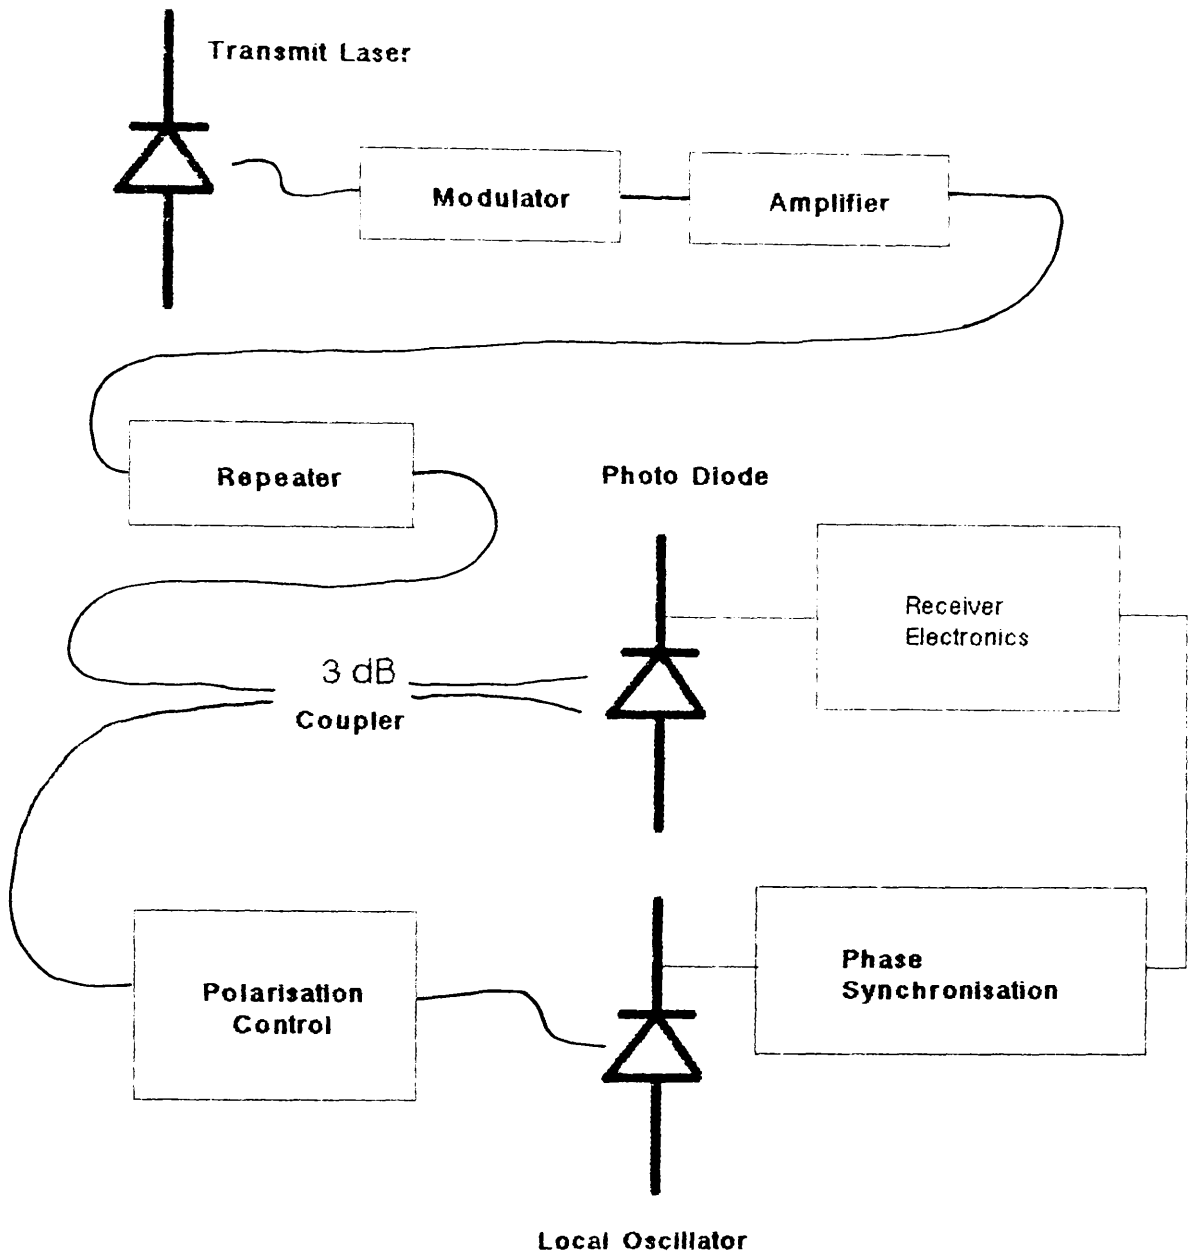 Transmit Laser
Modulator
Amplifier
Repeater
Photo Diode
Receiver
Electronics
3 dB
Coupler
Polarisation
Control
Phase
Synchronisation
Local Oscillator